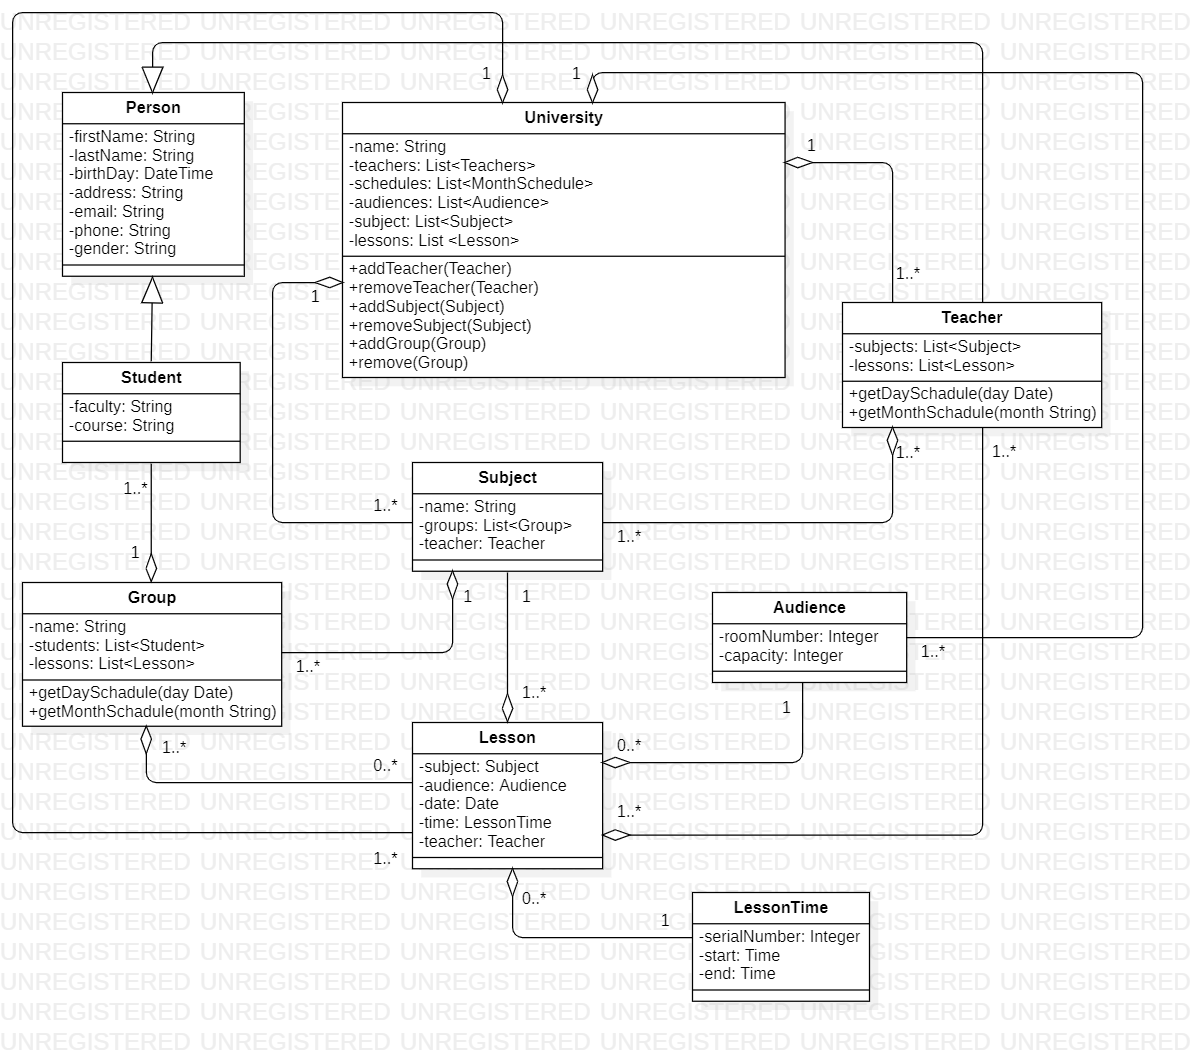 1
1
Person
-firstName: String
-lastName: String
-birthDay: DateTime
-address: String
-email: String
-phone: String
-gender: String
University
-name: String
-teachers: List<Teachers>
-schedules: List<MonthSchedule>
-audiences: List<Audience>
-subject: List<Subject>
-lessons: List <Lesson>
+addTeacher(Teacher)
+removeTeacher(Teacher)
+addSubject(Subject)
+removeSubject(Subject)
+addGroup(Group)
+remove(Group)
1
1..*
1
Teacher
-subjects: List<Subject>
-lessons: List<Lesson>
+getDaySchadule(day Date)
+getMonthSchadule(month String)
1..*
1..*
Student
-faculty: String
-course: String
1..*
1
1..*
Subject
-name: String
-groups: List<Group>
-teacher: Teacher
1..*
1
1
Group
-name: String
-students: List<Student>
-lessons: List<Lesson>
+getDaySchadule(day Date)
+getMonthSchadule(month String)
1..*
1..*
0..*
Audience
-roomNumber: Integer
-capacity: Integer
1..*
1
1..*
Lesson
-subject: Subject
-audience: Audience
-date: Date
-time: LessonTime
-teacher: Teacher
0..*
1..*
1..*
0..*
1
LessonTime
-serialNumber: Integer
-start: Time
-end: Time
UNREGISTERED